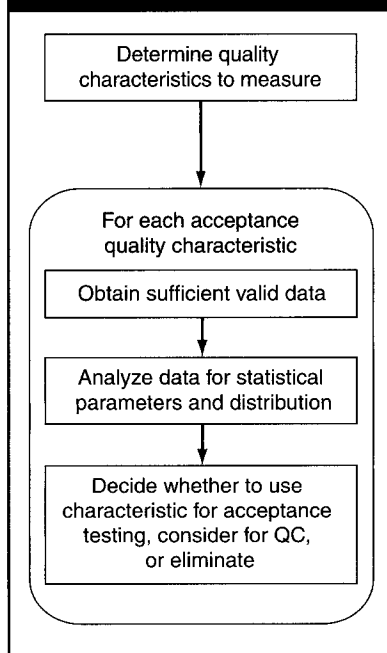 Determine quality
characteristics to measure
For each acceptance
quality characteristic
Obtain sufficient valid data
Analyze data for statistical
parameters and distribution
Decide whether to use
characteristic for acceptance
testing, consider for QC,
or eliminate